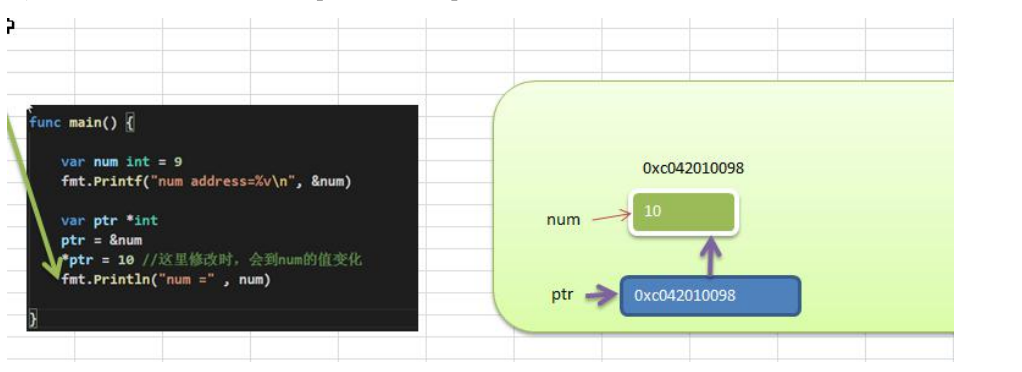 func main() {
var num int = 9
fmt.Printf("num address=%v\n", &num)
var ptr *int
ptr = &num
*ptr = 10 //这里修改时，会到num的值变化
fmt.Println("num =" , num)
}
0xc042010098
num
10
ptr
0xc042010098